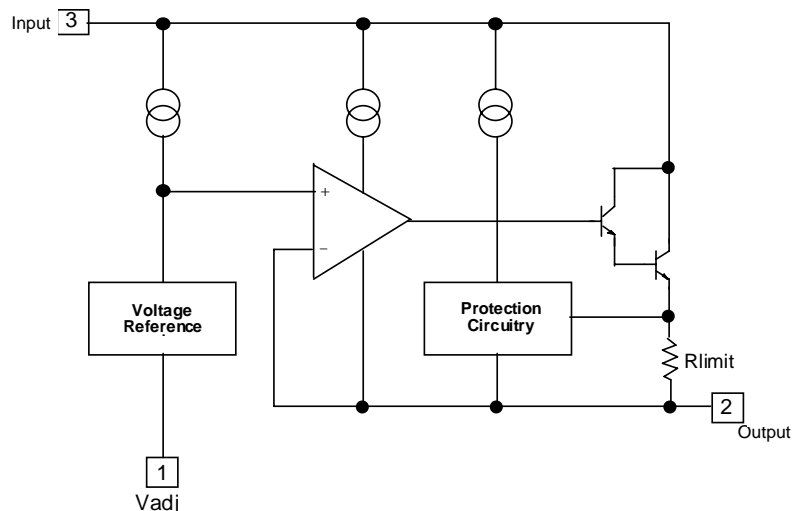 Input 3
+
−
Voltage
Reference
Protection
Circuitry
Rlimit
2
Output
1
Vadj